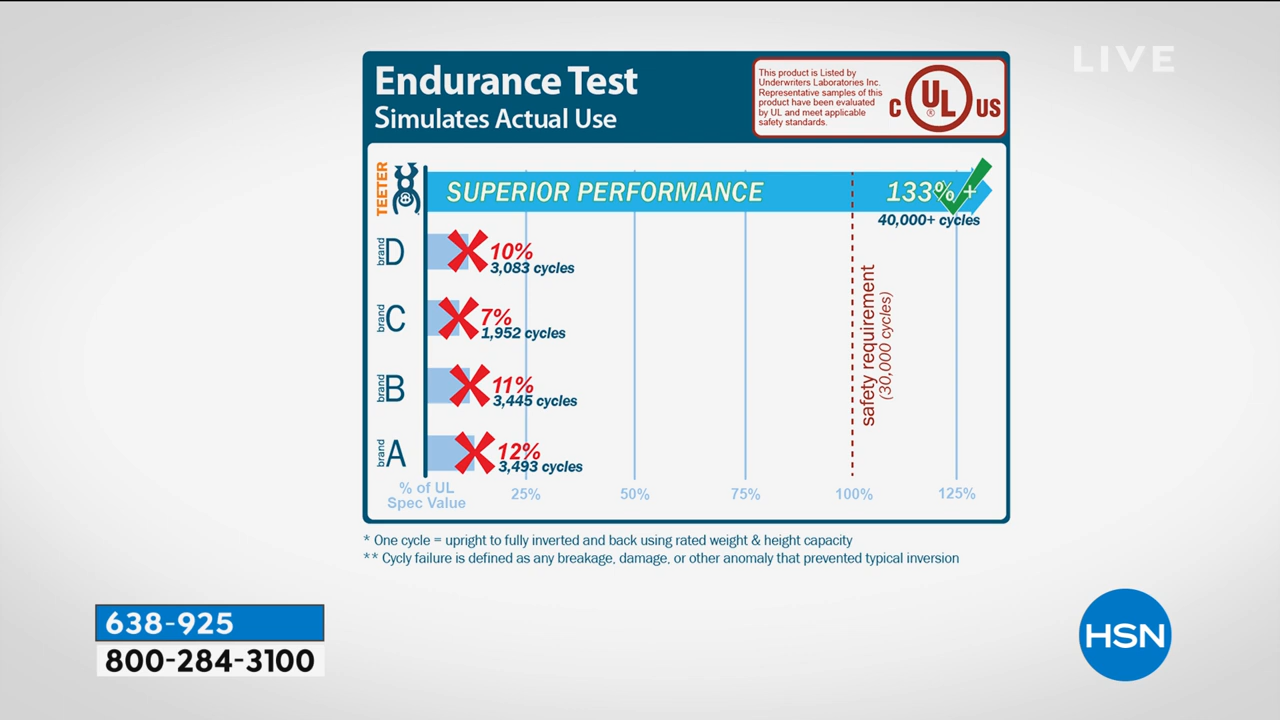 LIVE
Endurance Test
Simulates Actual Use
This product is Listed by
Underwriters Laboratories Inc.
Representative samples of this
product have been evaluated
by UL and meet applicable
safety standards.
C UL ® US
TEETER
SUPERIOR PERFORMANCE
133% +
40,000+ cycles
brand D
10%
3,083 cycles
brand C
7%
1,952 cycles
brand B
11%
3,445 cycles
brand A
12%
3,493 cycles
safety requirement
(30,000 cycles)
% of UL
Spec Value
25%
50%
75%
100%
125%
* One cycle = upright to fully inverted and back using rated weight & height capacity
** Cycly failure is defined as any breakage, damage, or other anomaly that prevented typical inversion
638-925
800-284-3100
HSN